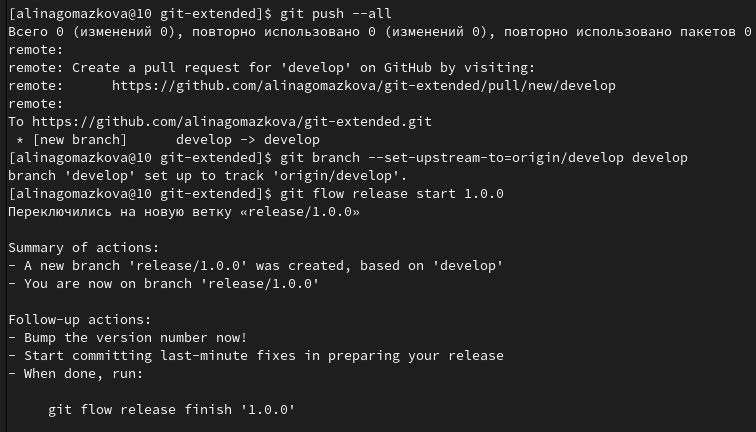 [alinagomazkova@10 git-extended]$ git push --all
Всего 0 (изменений 0), повторно использовано 0 (изменений 0), повторно использовано пакетов 0
remote:
remote: Create a pull request for 'develop' on GitHub by visiting:
remote:      https://github.com/alinagomazkova/git-extended/pull/new/develop
remote:
To https://github.com/alinagomazkova/git-extended.git
 * [new branch]      develop -> develop
[alinagomazkova@10 git-extended]$ git branch --set-upstream-to=origin/develop develop
branch 'develop' set up to track 'origin/develop'.
[alinagomazkova@10 git-extended]$ git flow release start 1.0.0
Переключились на новую ветку «release/1.0.0»

Summary of actions:
- A new branch 'release/1.0.0' was created, based on 'develop'
- You are now on branch 'release/1.0.0'

Follow-up actions:
- Bump the version number now!
- Start committing last-minute fixes in preparing your release
- When done, run:

     git flow release finish '1.0.0'